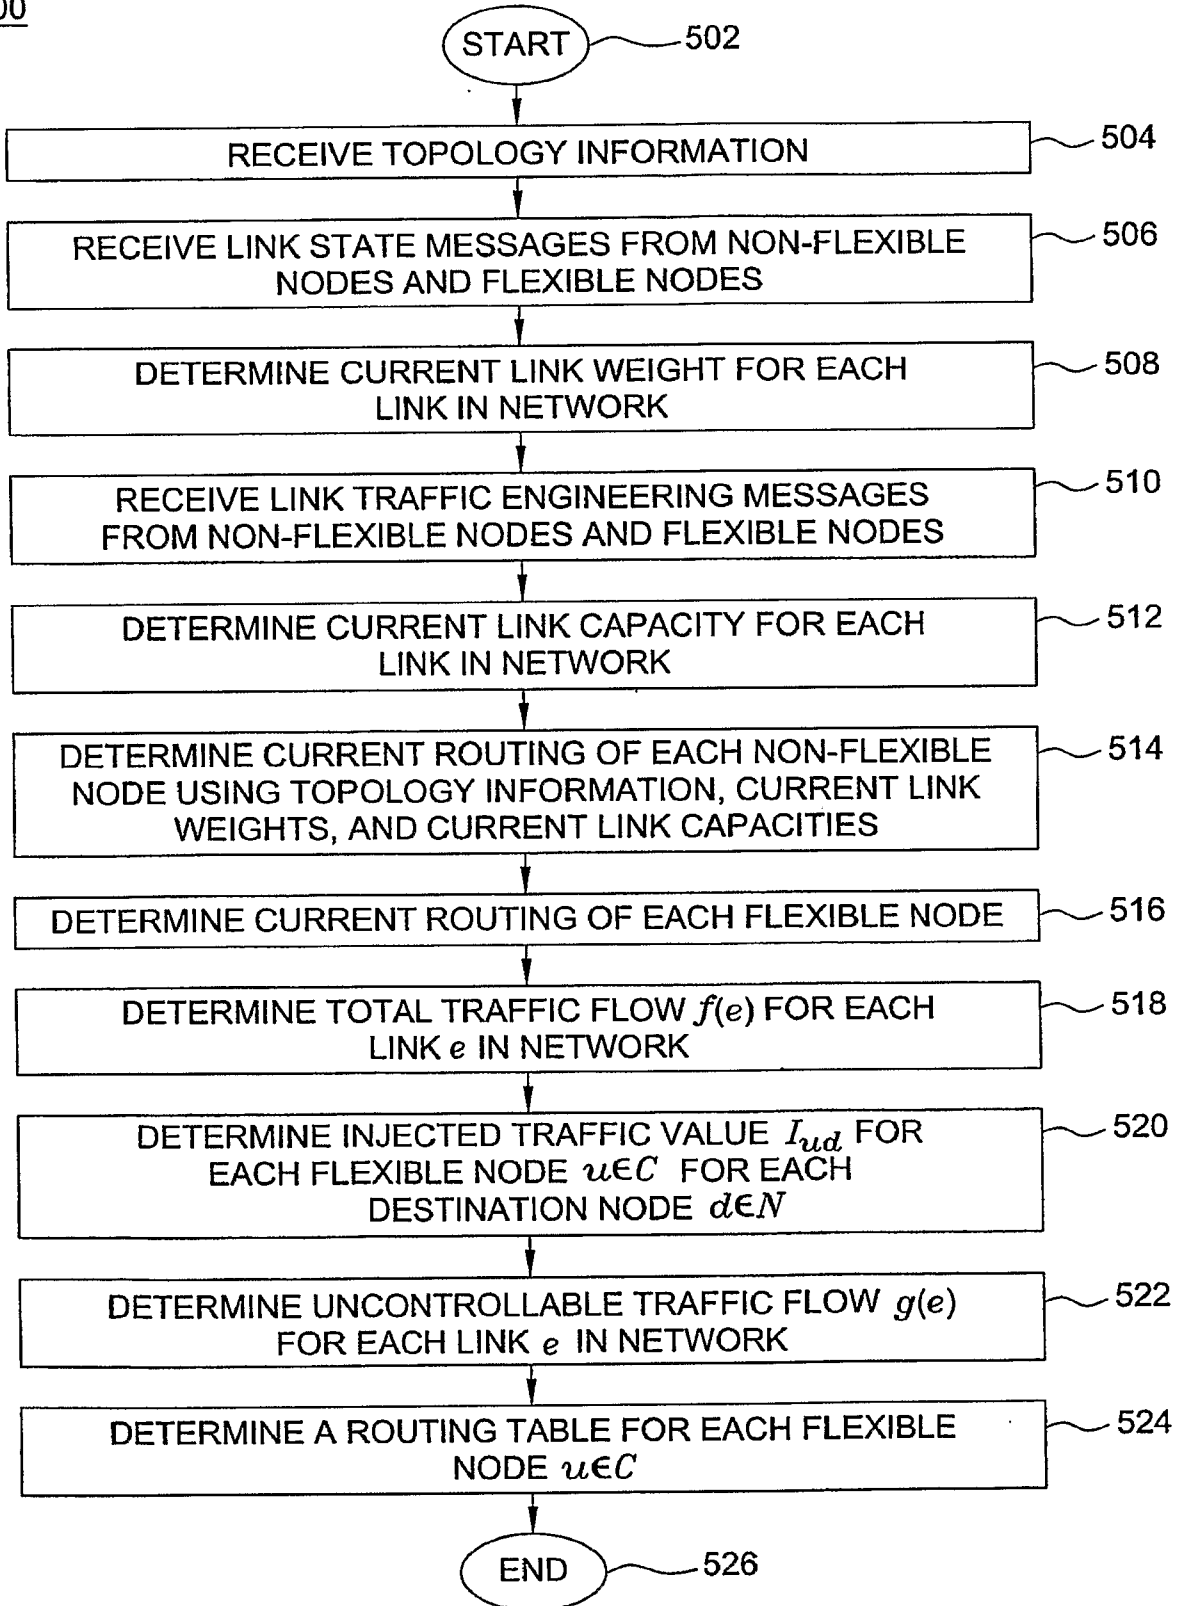 00
START 502
RECEIVE TOPOLOGY INFORMATION 504
RECEIVE LINK STATE MESSAGES FROM NON-FLEXIBLE 506
NODES AND FLEXIBLE NODES
DETERMINE CURRENT LINK WEIGHT FOR EACH 508
LINK IN NETWORK
RECEIVE LINK TRAFFIC ENGINEERING MESSAGES 510
FROM NON-FLEXIBLE NODES AND FLEXIBLE NODES
DETERMINE CURRENT LINK CAPACITY FOR EACH 512
LINK IN NETWORK
DETERMINE CURRENT ROUTING OF EACH NON-FLEXIBLE 514
NODE USING TOPOLOGY INFORMATION, CURRENT LINK
WEIGHTS, AND CURRENT LINK CAPACITIES
DETERMINE CURRENT ROUTING OF EACH FLEXIBLE NODE 516
DETERMINE TOTAL TRAFFIC FLOW f(e) FOR EACH 518
LINK e IN NETWORK
DETERMINE INJECTED TRAFFIC VALUE I_ud FOR 520
EACH FLEXIBLE NODE u∈C FOR EACH
DESTINATION NODE d∈N
DETERMINE UNCONTROLLABLE TRAFFIC FLOW g(e) 522
FOR EACH LINK e IN NETWORK
DETERMINE A ROUTING TABLE FOR EACH FLEXIBLE 524
NODE u∈C
END 526